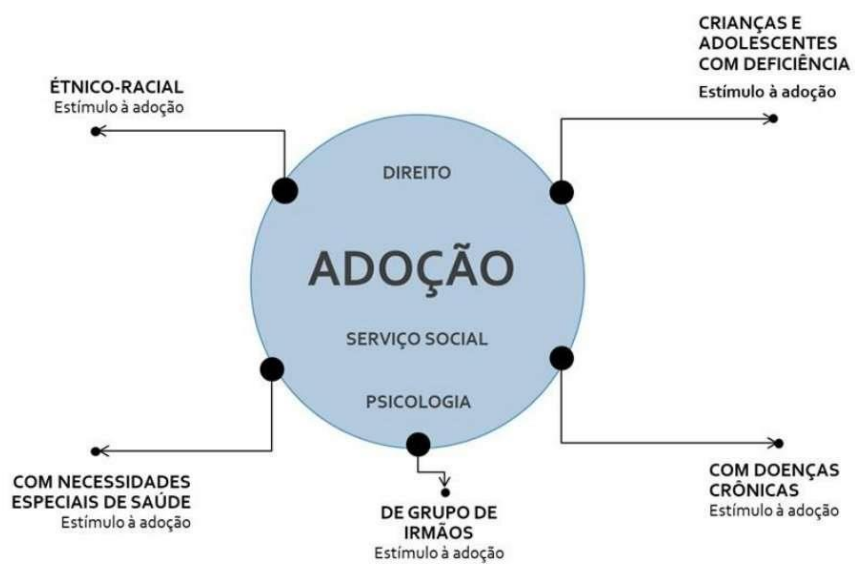 CRIANÇAS E
ADOLESCENTES
COM DEFICIÊNCIA
Estímulo à adoção
ÉTNICO-RACIAL
Estímulo à adoção
DIREITO
ADOÇÃO
SERVIÇO SOCIAL
PSICOLOGIA
COM NECESSIDADES
ESPECIAIS DE SAÚDE
Estímulo à adoção
DE GRUPO DE
IRMÃOS
Estímulo à adoção
COM DOENÇAS
CRÔNICAS
Estímulo à adoção